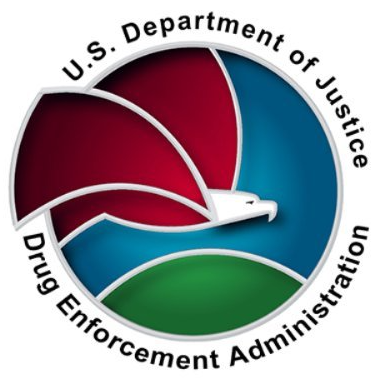 U.S. Department of Justice
Drug Enforcement Administration